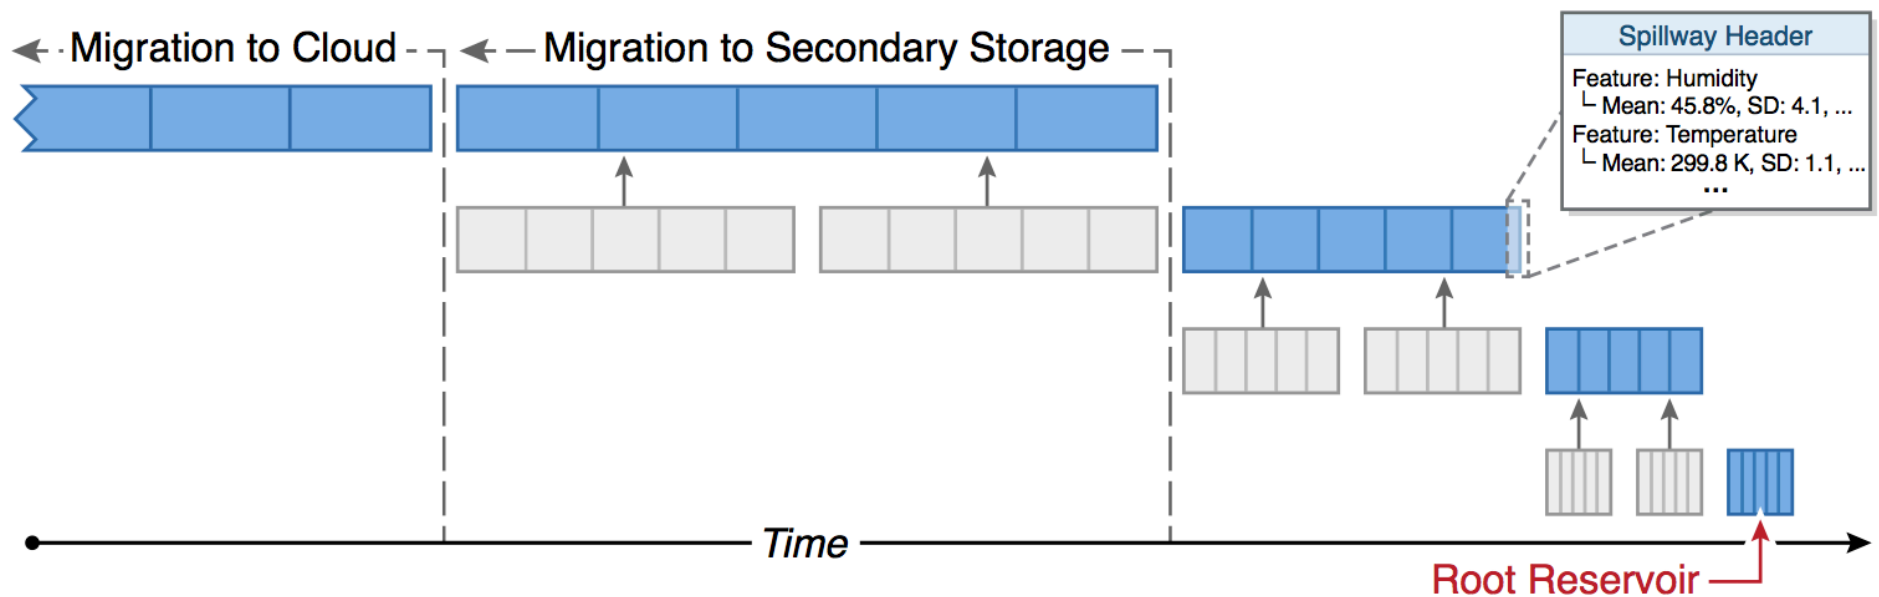 Migration to Cloud
Migration to Secondary Storage
Spillway Header
Feature: Humidity
Mean: 45.8%, SD: 4.1, ...
Feature: Temperature
Mean: 299.8 K, SD: 1.1, ...
...
Time
Root Reservoir